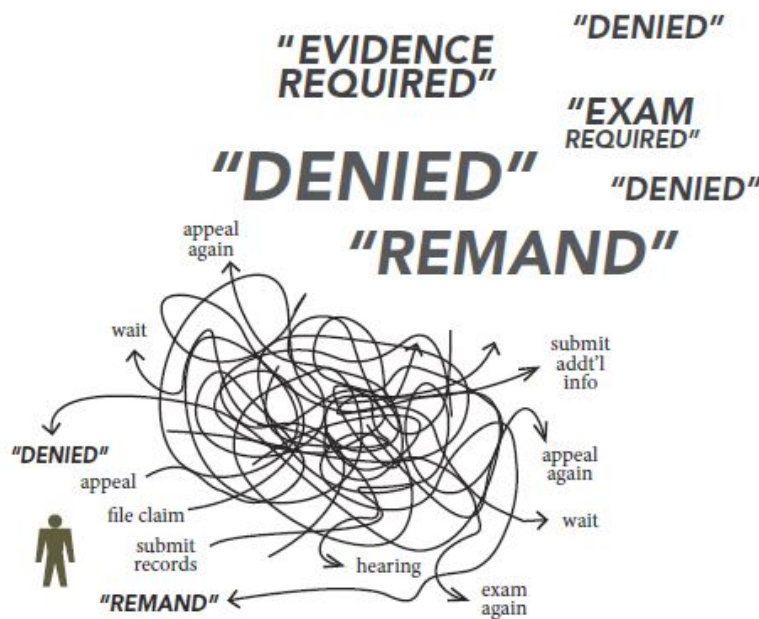 "DENIED"
"EVIDENCE
REQUIRED"
"EXAM
REQUIRED"
"DENIED"
"DENIED"
"REMAND"
appeal
again
wait
submit
addt'l
info
"DENIED"
appeal
again
appeal
file claim
wait
submit
records
hearing
exam
again
"REMAND"